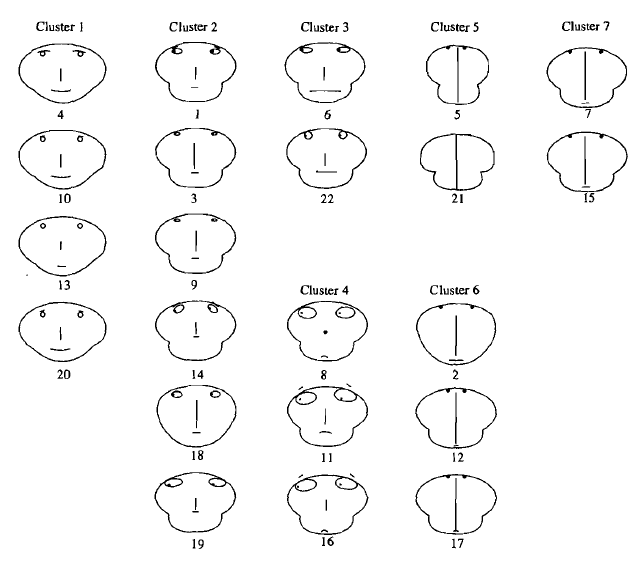 Cluster 1 Cluster 2 Cluster 3 Cluster 5 Cluster 7
4 1 6 5 7
10 3 22 21 15
13 9
Cluster 4 Cluster 6
20 14 8 2
18 11 12
19 16 17